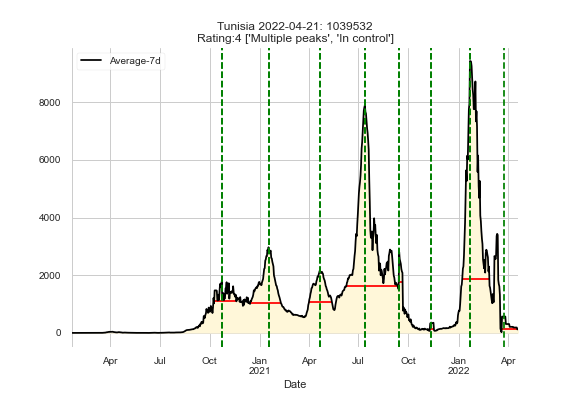 Tunisia 2022-04-21: 1039532
Rating:4 ['Multiple peaks', 'In control']
Average-7d
8000
6000
4000
2000
0
Apr Jul Oct Jan Apr Jul Oct Jan Apr
2021 2022
Date